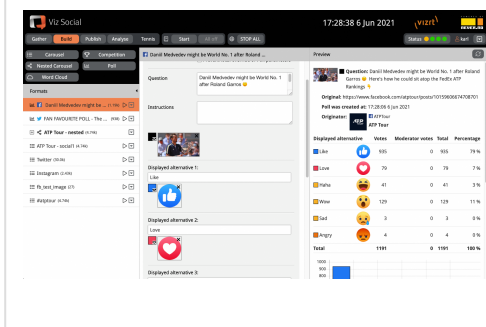 Viz Social
17:28:38 6 Jun 2021
⟨vizrt⟩
Gather Build Publish Analyse Tennis Start All off STOP ALL Status karl
Carousel Competition
Nested Carousel Poll
Word Cloud
Formats
Daniil Medvedev might be ...
FAN FAVOURITE POLL - The ...
ATP Tour - nested
ATP Tour - social1
Twitter
Instagram
fb_test_image
#atptour
Daniil Medvedev might be World No. 1 after Roland ...
Question
Daniil Medvedev might be World No. 1
after Roland Garros
Instructions
Displayed alternative 1:
Like
Displayed alternative 2:
Love
Displayed alternative 3:
Preview
Question: Daniil Medvedev might be World No. 1 after Roland
Garros Here's how he could sit atop the FedEx ATP
Rankings
Original: https://www.facebook.com/atptour/posts/
Poll was created at: 17:28:06 6 Jun 2021
Originator: ATPTour
ATP Tour
Displayed alternative Votes Moderator votes Total Percentage
Like 935 0 935 79 %
Love 79 0 79 7 %
Haha 41 0 41 3 %
Wow 129 0 129 11 %
Sad 3 0 3 0 %
Angry 4 0 4 0 %
Total 1191 0 1191 100 %
1000
900
800